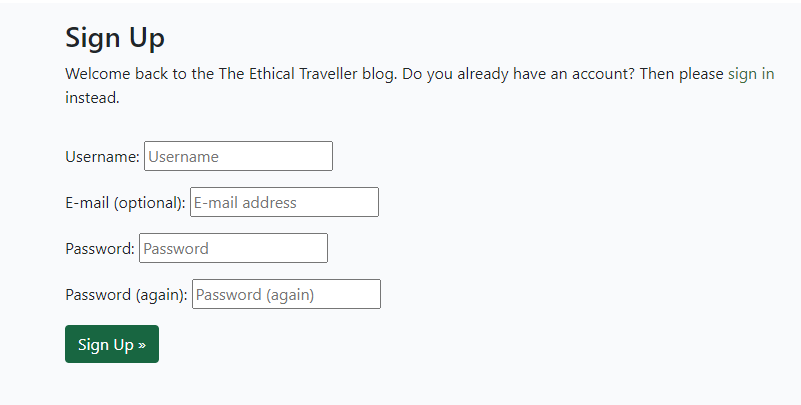 Sign Up
Welcome back to the The Ethical Traveller blog. Do you already have an account? Then please sign in
instead.
Username: Username
E-mail (optional): E-mail address
Password: Password
Password (again): Password (again)
Sign Up »